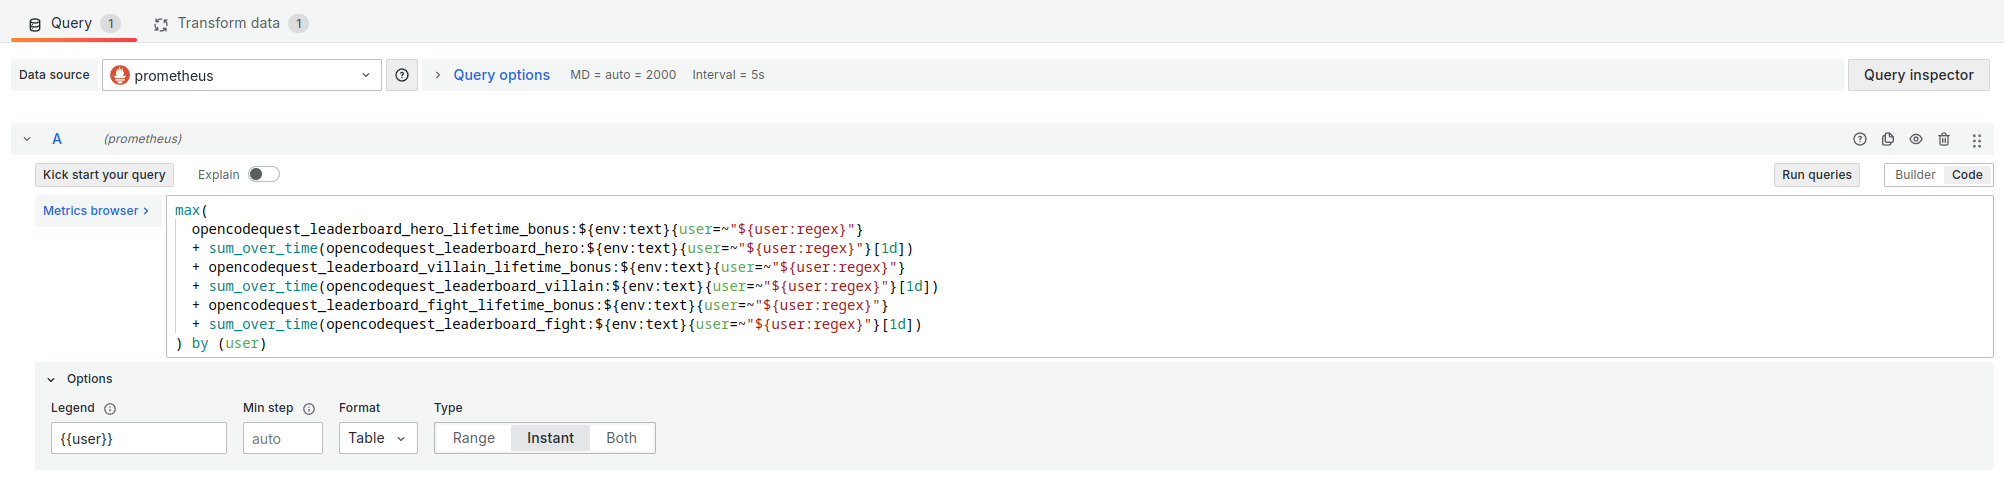 Query 1 Transform data 1
Data source prometheus Query options MD = auto = 2000 Interval = 5s Query inspector
A (prometheus)
Kick start your query Explain Run queries Builder Code
Metrics browser > max(
opencodequest_leaderboard_hero_lifetime_bonus:${env:text}{user=~"${user:regex}"}
+ sum_over_time(opencodequest_leaderboard_hero:${env:text}{user=~"${user:regex}"}[1d])
+ opencodequest_leaderboard_villain_lifetime_bonus:${env:text}{user=~"${user:regex}"}
+ sum_over_time(opencodequest_leaderboard_villain:${env:text}{user=~"${user:regex}"}[1d])
+ opencodequest_leaderboard_fight_lifetime_bonus:${env:text}{user=~"${user:regex}"}
+ sum_over_time(opencodequest_leaderboard_fight:${env:text}{user=~"${user:regex}"}[1d])
) by (user)
Options
Legend Min step Format Type
{{user}} auto Table Range Instant Both